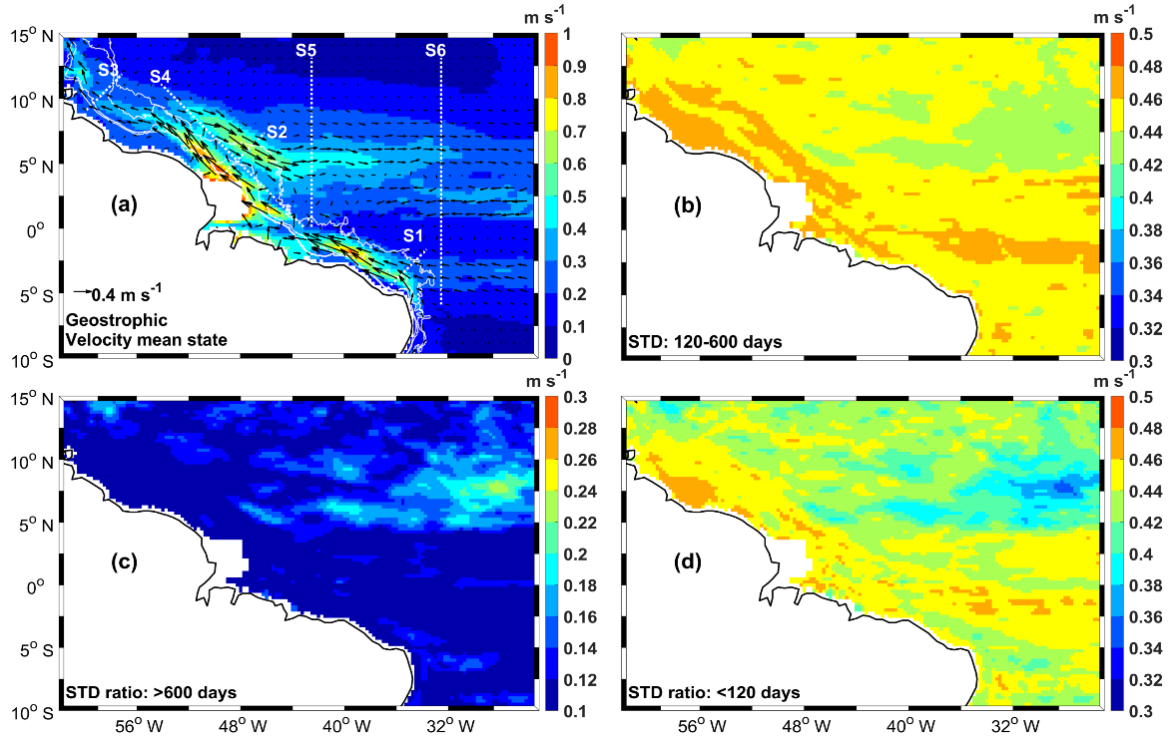 m s-1
m s-1
15° N
10° N
5° N
0°
5° S
10° S
S3
S4
S5
S6
S2
S1
(a)
0.4 m s-1
Geostrophic
Velocity mean state
1
0.9
0.8
0.7
0.6
0.5
0.4
0.3
0.2
0.1
0
(b)
STD: 120-600 days
0.5
0.48
0.46
0.44
0.42
0.4
0.38
0.36
0.34
0.32
0.3
m s-1
m s-1
15° N
10° N
5° N
0°
5° S
10° S
(c)
STD ratio: >600 days
56° W
48° W
40° W
32° W
0.3
0.28
0.26
0.24
0.22
0.2
0.18
0.16
0.14
0.12
0.1
(d)
STD ratio: <120 days
56° W
48° W
40° W
32° W
0.5
0.48
0.46
0.44
0.42
0.4
0.38
0.36
0.34
0.32
0.3